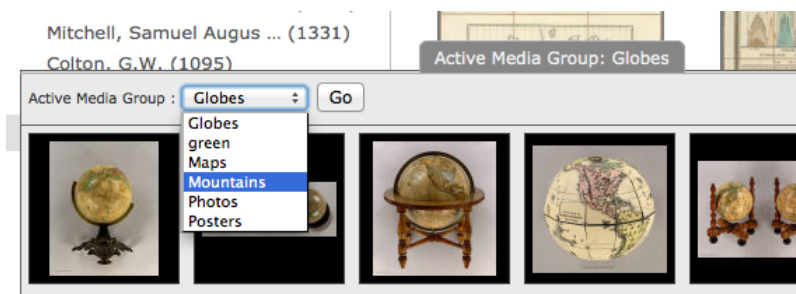 Mitchell, Samuel Augus ... (1331)
Colton, G.W. (1095)
Active Media Group: Globes
Active Media Group : Globes Go
Globes
green
Maps
Mountains
Photos
Posters